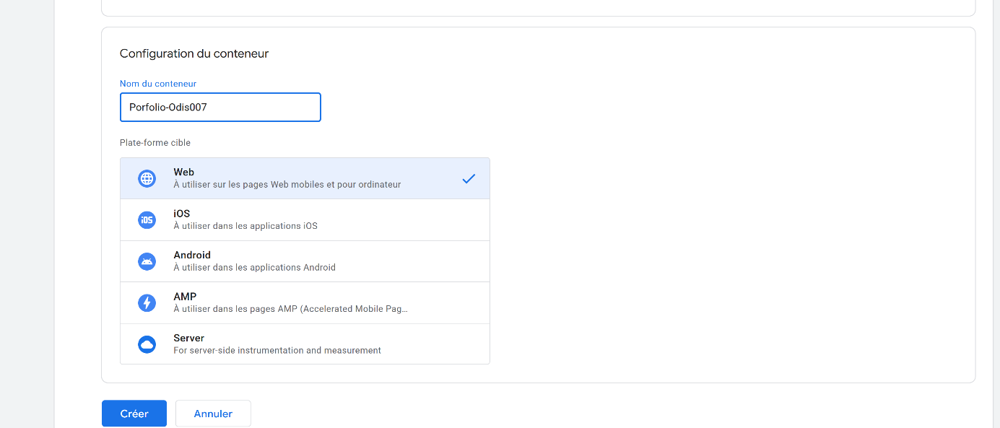 Configuration du conteneur
Nom du conteneur
Porfolio-Odis007
Plate-forme cible
Web
À utiliser sur les pages Web mobiles et pour ordinateur
iOS
iOS
À utiliser dans les applications iOS
Android
À utiliser dans les applications Android
AMP
À utiliser dans les pages AMP (Accelerated Mobile Pag...
Server
For server-side instrumentation and measurement
Créer
Annuler